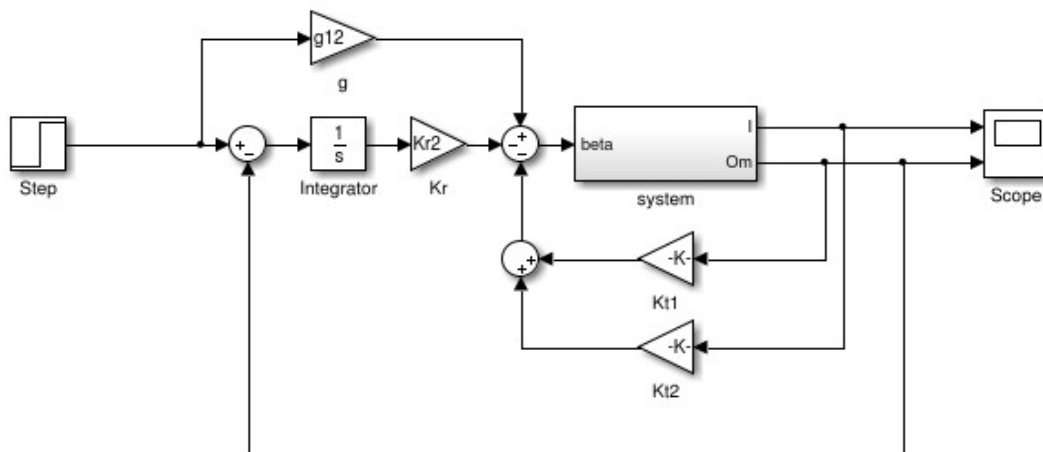 g12
g
+
−
1
s
Kr2
+
−
−
beta
I
Om
Step
Integrator
Kr
system
Scope
+
+
-K-
Kt1
-K-
Kt2